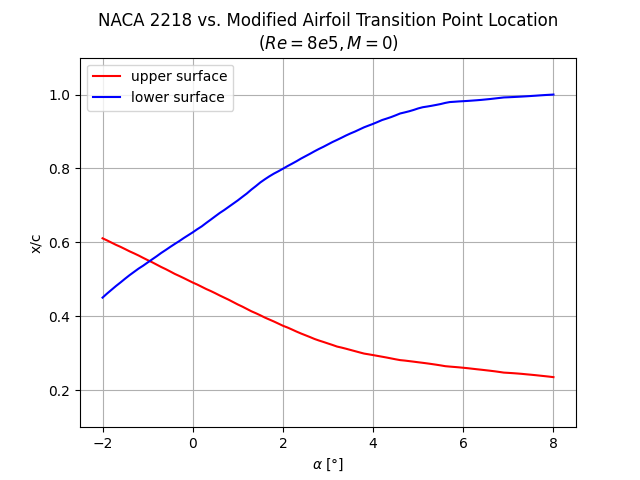 NACA 2218 vs. Modified Airfoil Transition Point Location
(Re = 8e5, M = 0)
upper surface
lower surface
1.0
0.8
0.6
0.4
0.2
x/c
−2
0
2
4
6
8
α [°]